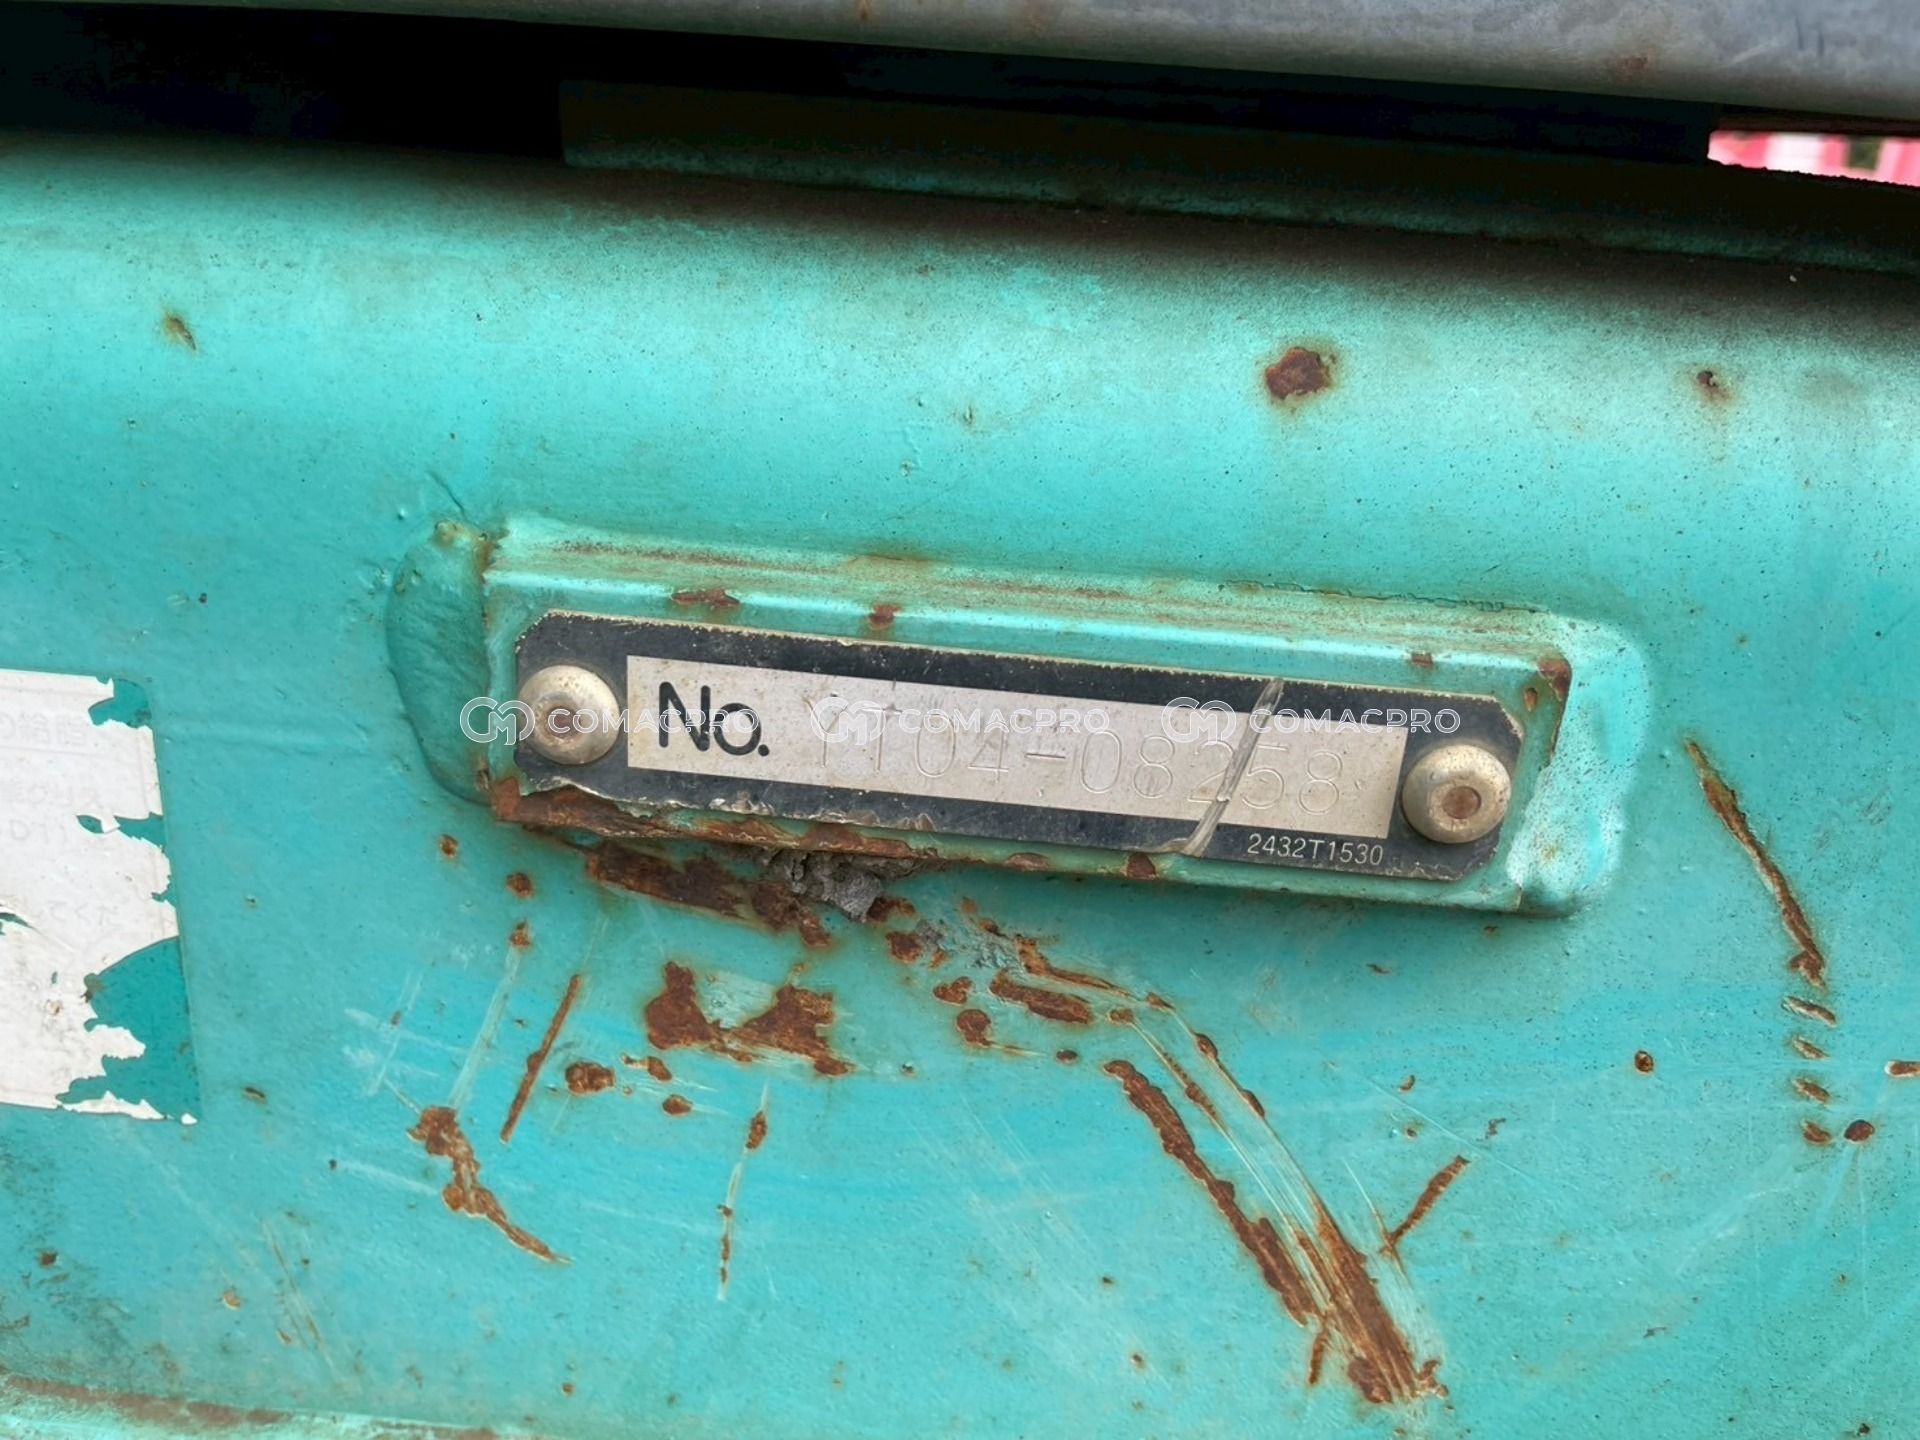 No. YT04-08258
2432T1530
COMACPRO COMACPRO COMACPRO